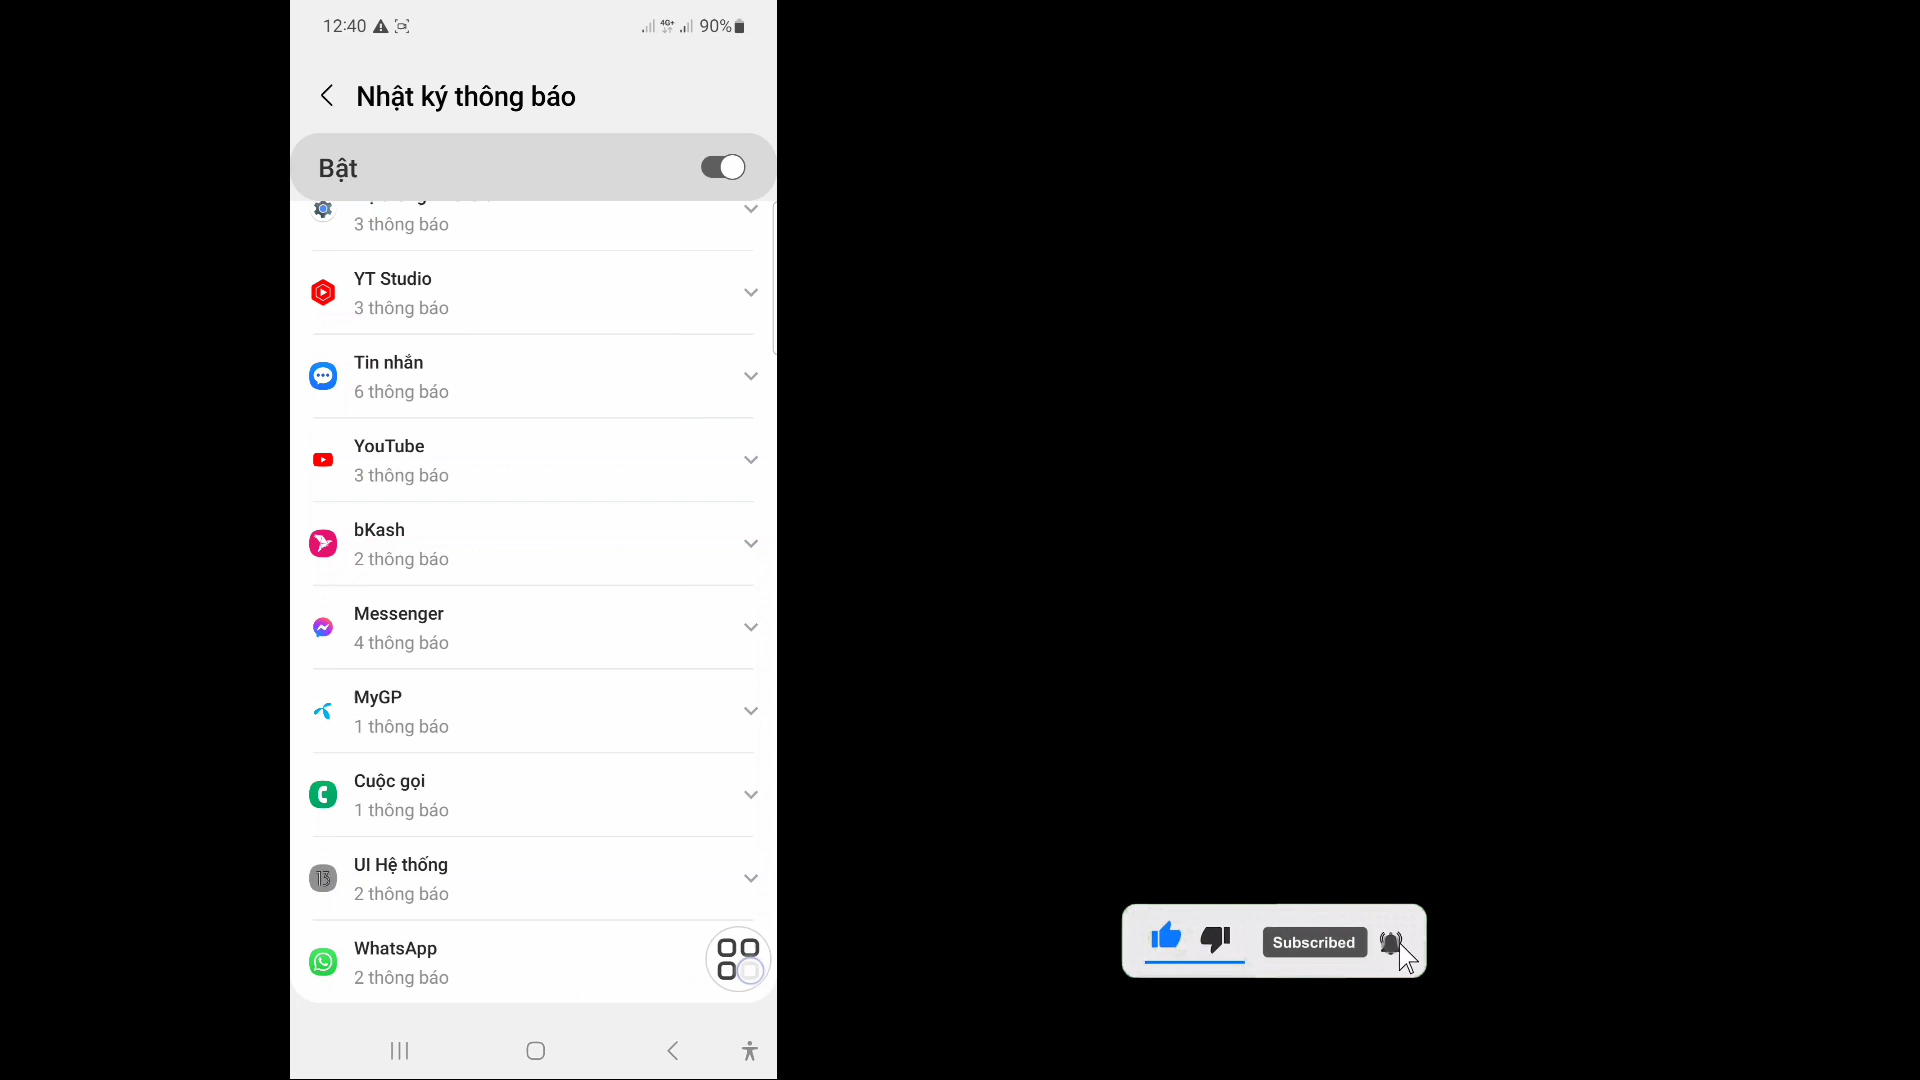 12:40
4G+
90%
Nhật ký thông báo
Bật
3 thông báo
YT Studio
3 thông báo
Tin nhắn
6 thông báo
YouTube
3 thông báo
bKash
2 thông báo
Messenger
4 thông báo
MyGP
1 thông báo
Cuộc gọi
1 thông báo
13
UI Hệ thống
2 thông báo
WhatsApp
2 thông báo
Subscribed